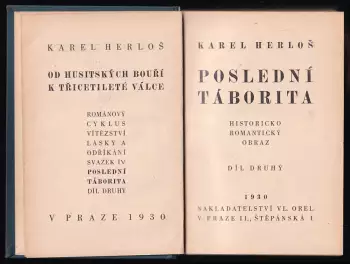 KAREL HERLOŠ
OD HUSITSKÝCH BOUŘÍ
K TŘICETILETÉ VÁLCE
ROMÁNOVÝ
CYKLUS
VÍTĚZSTVÍ
LÁSKY A
ODŘÍKÁNÍ
SVAZEK IV
POSLEDNÍ
TÁBORITA
DÍL DRUHÝ
V PRAZE 1930
KAREL HERLOŠ
POSLEDNÍ
TÁBORITA
HISTORICKO
ROMANTICKÝ
OBRAZ
DÍL DRUHÝ
1930
NAKLADATELSTVÍ VL. OREL
V PRAZE II., ŠTĚPÁNSKÁ 1